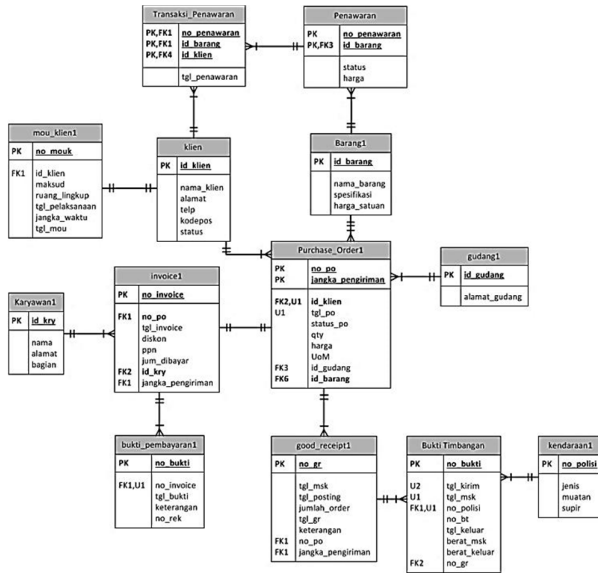 Transaksi_Penawaran
PK,FK1 no_penawaran
PK,FK1 id_barang
PK,FK4 id_klien
tgl_penawaran
Penawaran
PK no_penawaran
PK,FK3 id_barang
status
harga
mou_klien1
PK no_mouk
FK1 id_klien
maksud
ruang_lingkup
tgl_pelaksanaan
jangka_waktu
tgl_mou
klien
PK id_klien
nama_klien
alamat
telp
kodepos
status
Barang1
PK id_barang
nama_barang
spesifikasi
harga_satuan
Purchase_Order1
PK no_po
PK jangka_pengiriman
FK2,U1 id_klien
U1 tgl_po
status_po
qty
harga
UoM
FK3 id_gudang
FK6 id_barang
gudang1
PK id_gudang
alamat_gudang
invoice1
PK no_invoice
FK1 no_po
tgl_invoice
diskon
ppn
jum_dibayar
FK2 id_kry
FK1 jangka_pengiriman
Karyawan1
PK id_kry
nama
alamat
bagian
bukti_pembayaran1
PK no_bukti
FK1,U1 no_invoice
tgl_bukti
keterangan
no_rek
good_receipt1
PK no_gr
tgl_msk
tgl_posting
jumlah_order
tgl_gr
keterangan
FK1 no_po
FK1 jangka_pengiriman
Bukti Timbangan
PK no_bukti
U2 tgl_kirim
U1 tgl_msk
FK1,U1 no_polisi
no_bt
tgl_keluar
berat_msk
berat_keluar
FK2 no_gr
kendaraan1
PK no_polisi
jenis
muatan
supir